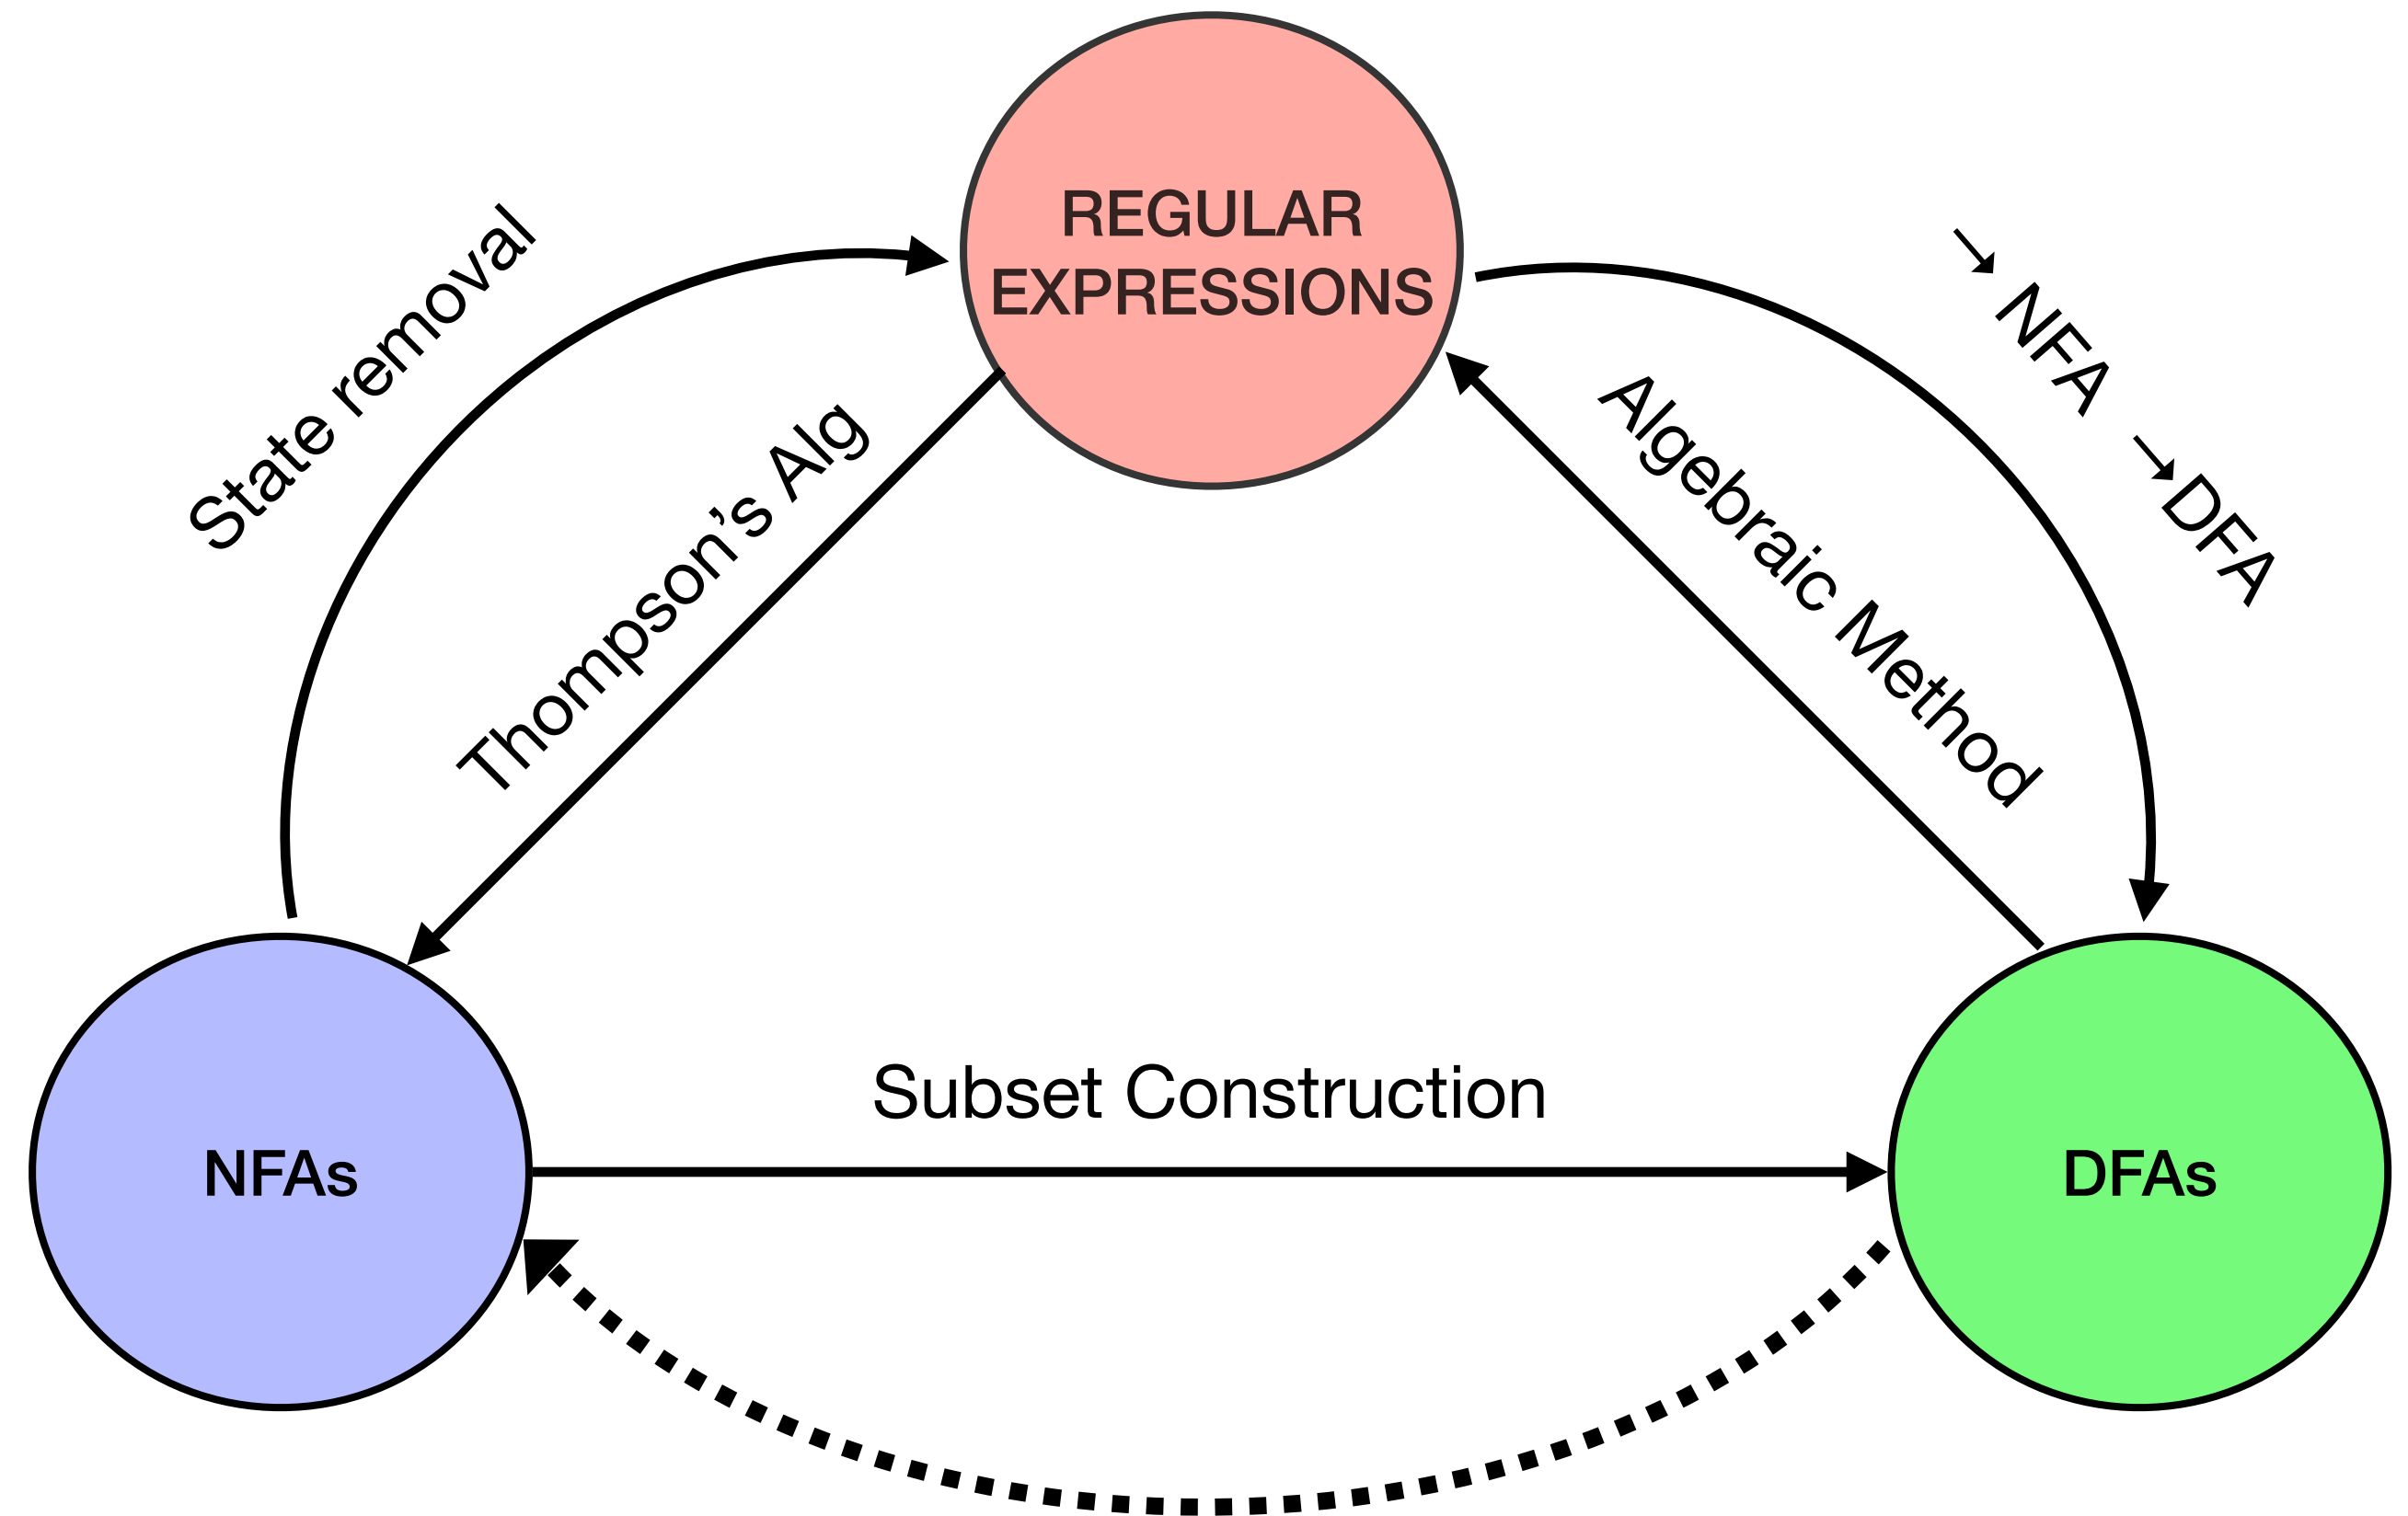 REGULAR
EXPRESSIONS
State removal
Thompson's Alg
→ NFA → DFA
Algebraic Method
Subset Construction
NFAs
DFAs